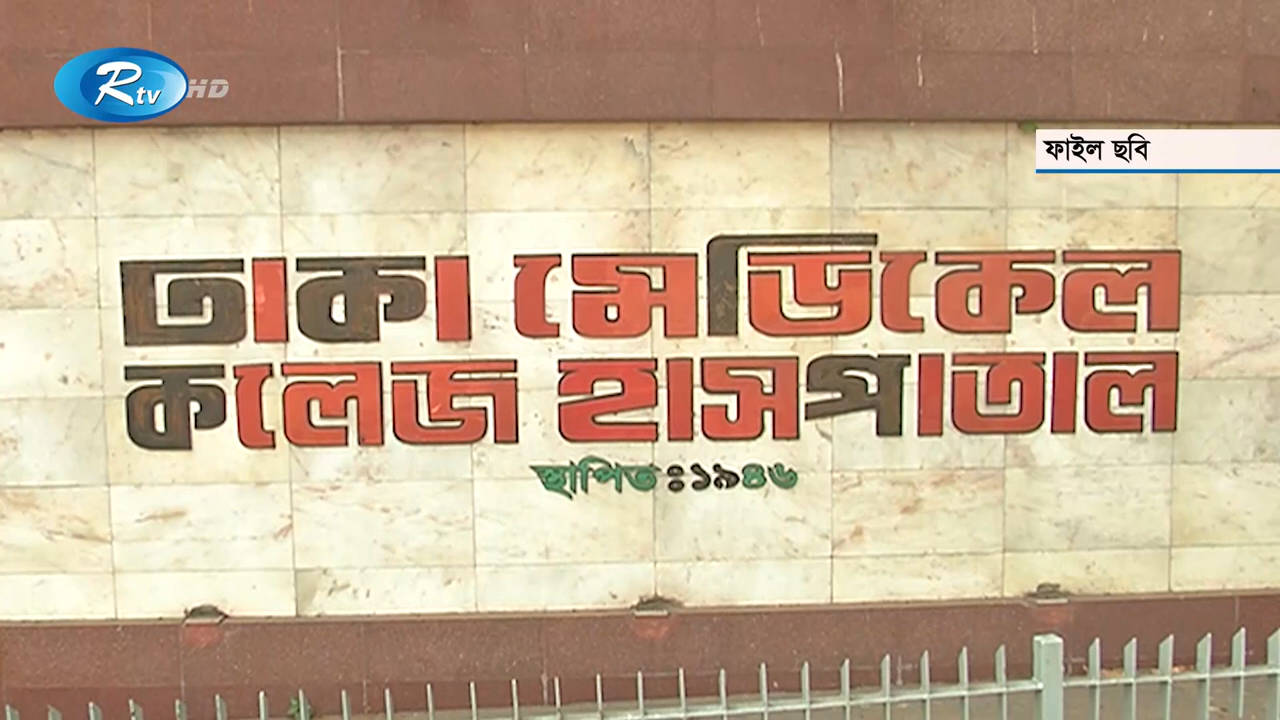 Rtv HD
ফাইল ছবি
ঢাকা মেডিকেল
কলেজ হাসপাতাল
স্থাপিত ঃ১৯৪৬